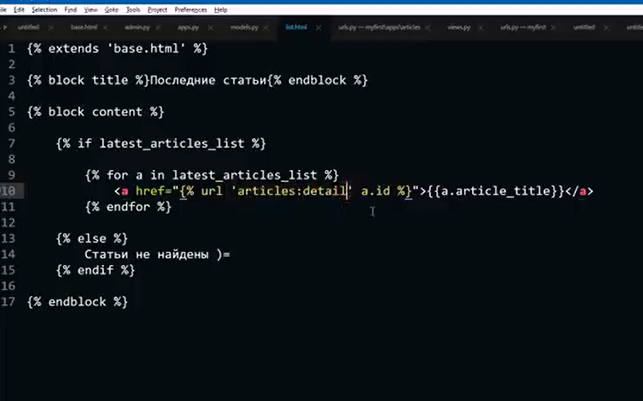 Edit Selection Find View Goto Tools Project Preferences Help
untitled base.html admin.py apps.py models.py list.html urls.py — myfirst\apps\articles views.py urls.py — myfirst untitled
1 {% extends 'base.html' %}
2
3 {% block title %}Последние статьи{% endblock %}
4
5 {% block content %}
6
7 {% if latest_articles_list %}
8
9 {% for a in latest_articles_list %}
10 <a href="{% url 'articles:detail' a.id %}">{{a.article_title}}</a>
11 {% endfor %}
12
13 {% else %}
14 Статьи не найдены )=
15 {% endif %}
16
17 {% endblock %}